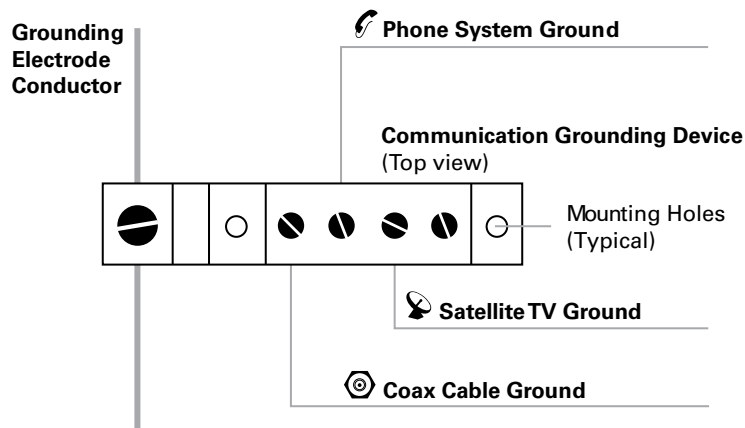 Grounding
Electrode
Conductor
Phone System Ground
Communication Grounding Device
(Top view)
Mounting Holes
(Typical)
Satellite TV Ground
Coax Cable Ground